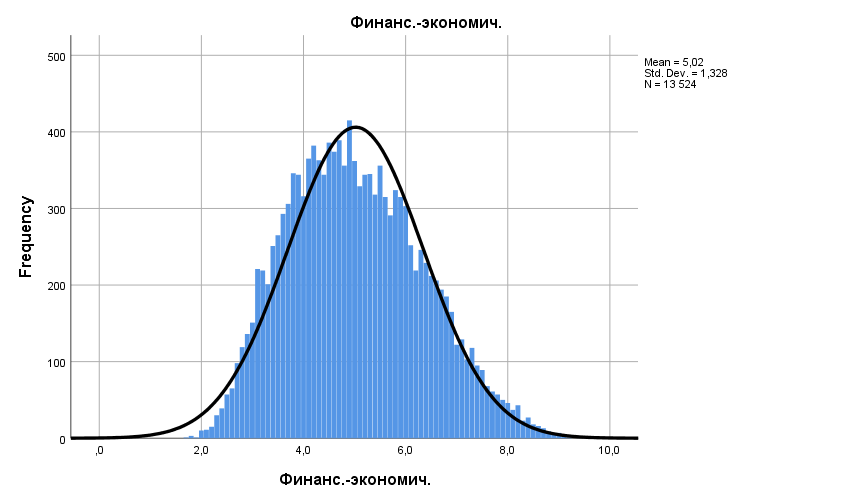 Финанс.-экономич.
500
400
300
200
100
0
Frequency
,0
2,0
4,0
6,0
8,0
10,0
Финанс.-экономич.
Mean = 5,02
Std. Dev. = 1,328
N = 13 524